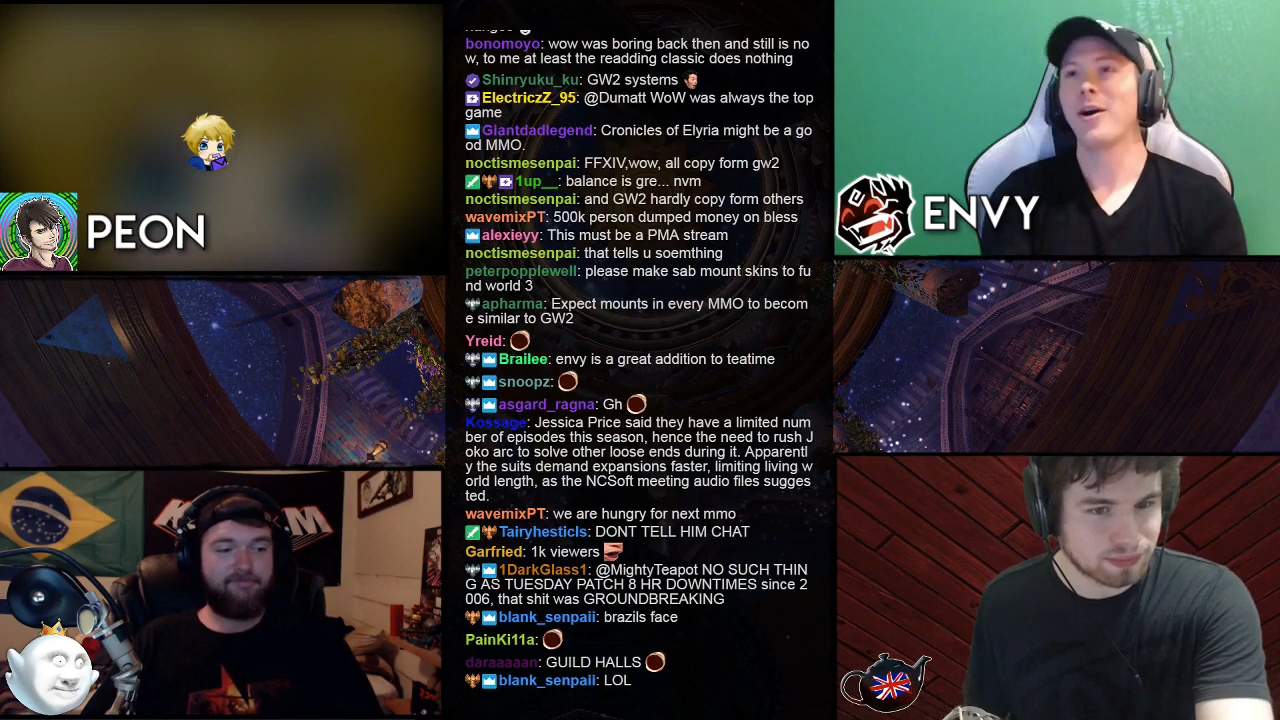 bonomoyo: wow was boring back then and still is no
w, to me at least the readding classic does nothing
Shinryuku_ku: GW2 systems
ElectriczZ_95: @Dumatt WoW was always the top
game
Giantdadlegend: Cronicles of Elyria might be a go
od MMO.
noctismesenpai: FFXIV,wow, all copy form gw2
1up__: balance is gre... nvm
noctismesenpai: and GW2 hardly copy form others
wavemixPT: 500k person dumped money on bless
alexieyy: This must be a PMA stream
noctismesenpai: that tells u soemthing
peterpopplewell: please make sab mount skins to fu
nd world 3
apharma: Expect mounts in every MMO to becom
e similar to GW2
Yreid:
Brailee: envy is a great addition to teatime
snoopz:
asgard_ragna: Gh
Kossage: Jessica Price said they have a limited num
ber of episodes this season, hence the need to rush J
oko arc to solve other loose ends during it. Apparentl
y the suits demand expansions faster, limiting living w
orld length, as the NCSoft meeting audio files sugges
ted.
wavemixPT: we are hungry for next mmo
Tairyhesticls: DONT TELL HIM CHAT
Garfried: 1k viewers
1DarkGlass1: @MightyTeapot NO SUCH THIN
G AS TUESDAY PATCH 8 HR DOWNTIMES since 2
006, that shit was GROUNDBREAKING
blank_senpaii: brazils face
PainKi11a:
daraaaaan: GUILD HALLS
blank_senpaii: LOL
PEON
ENVY